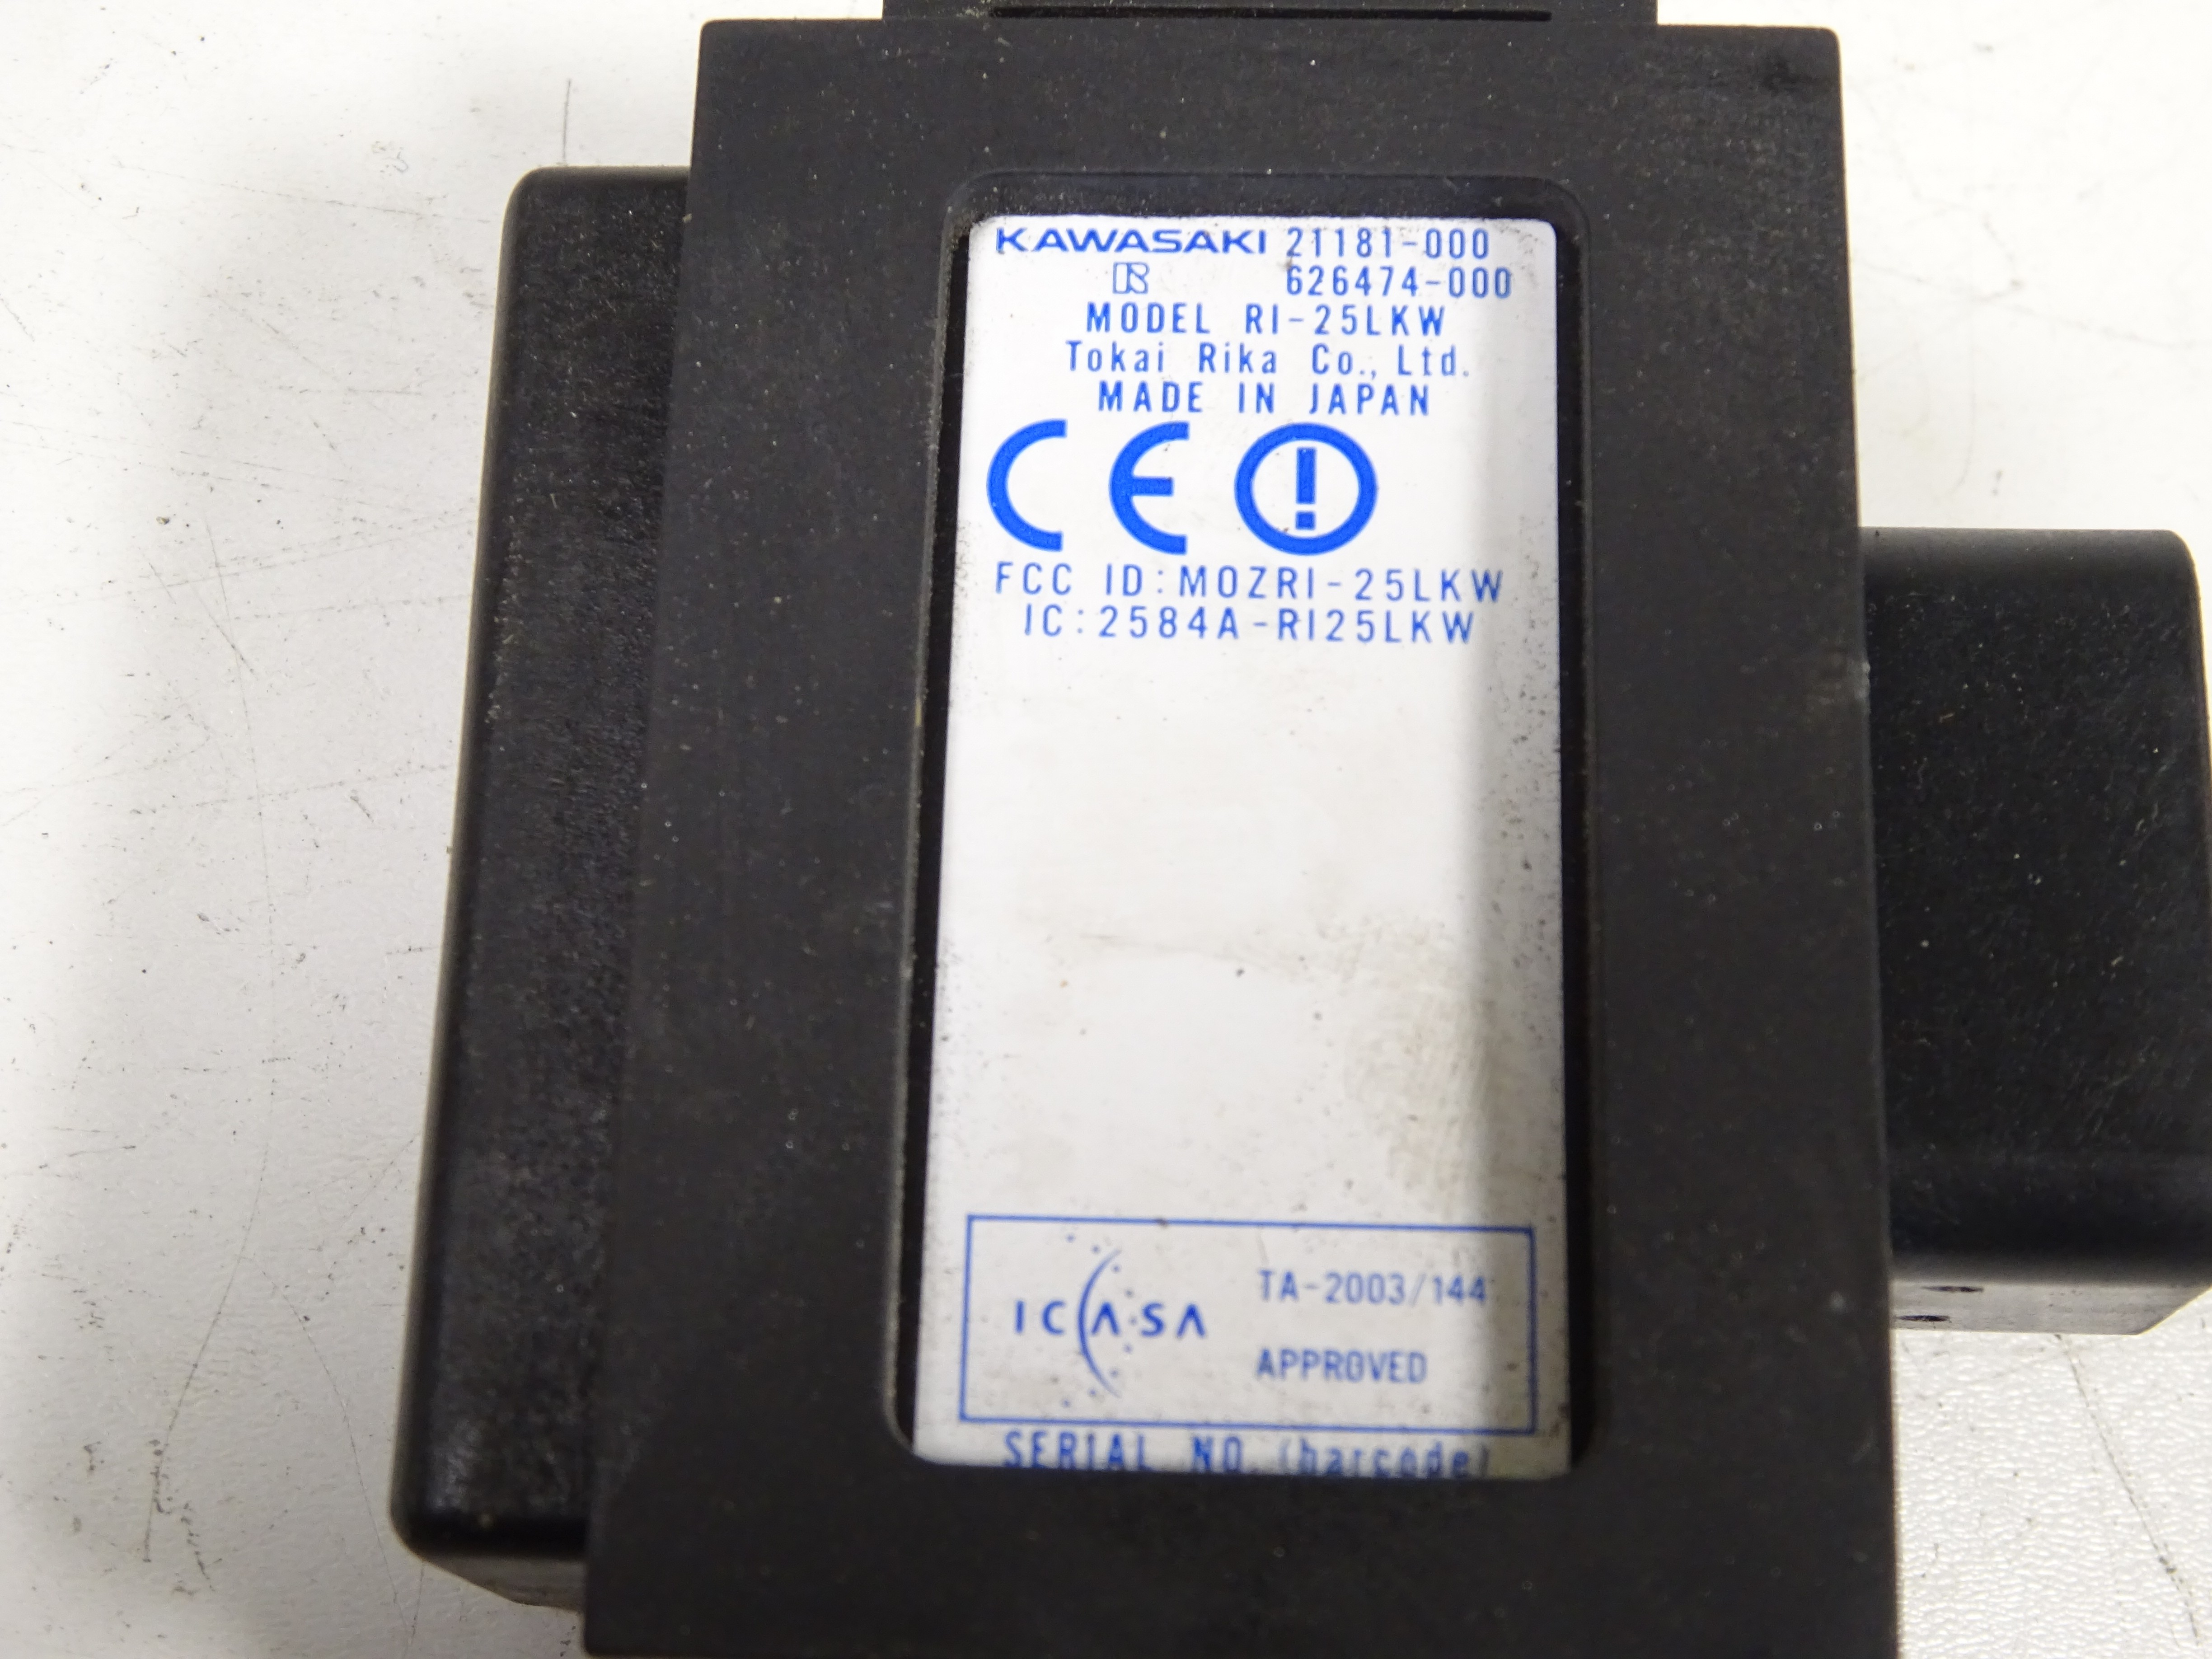 KAWASAKI 21181-000
R 626474-000
MODEL RI-25LKW
Tokai Rika Co., Ltd.
MADE IN JAPAN
CE
FCC ID:MOZRI-25LKW
IC:2584A-RI25LKW
ICASA TA-2003/144
APPROVED
SERIAL NO. (barcode)